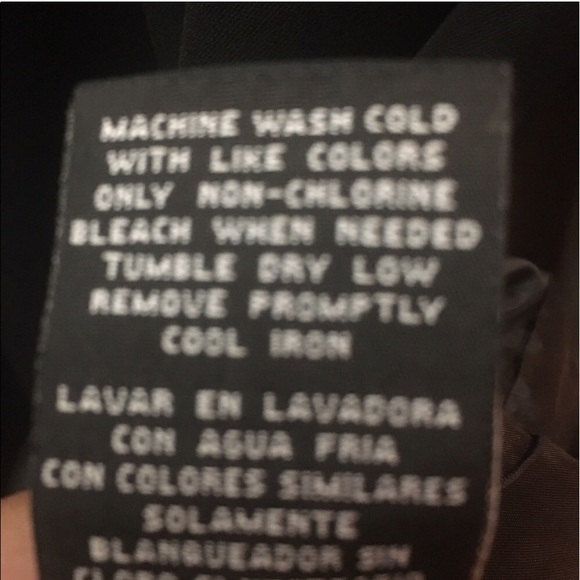 MACHINE WASH COLD
WITH LIKE COLORS
ONLY NON-CHLORINE
BLEACH WHEN NEEDED
TUMBLE DRY LOW
REMOVE PROMPTLY
COOL IRON
LAVAR EN LAVADORA
CON AGUA FRIA
CON COLORES SIMILARES
SOLAMENTE
BLANQUEADOR SIN